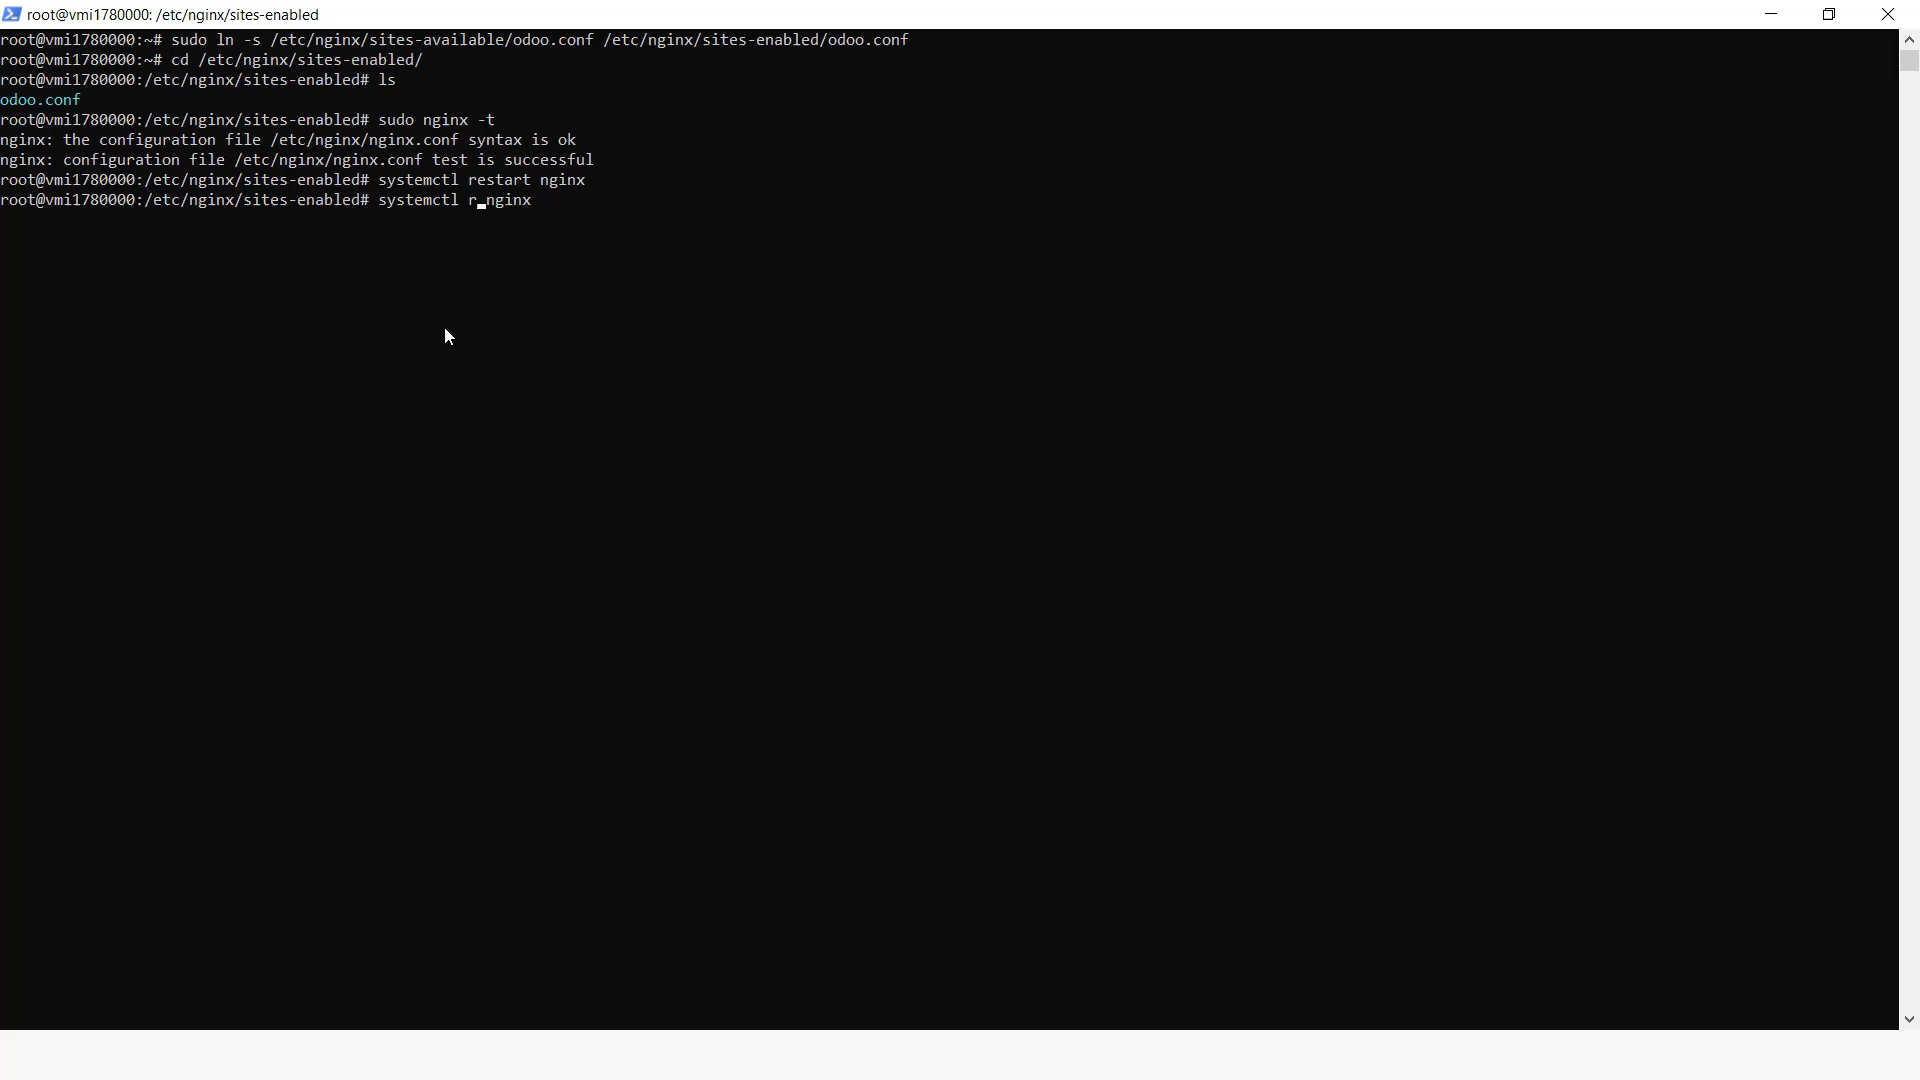 root@vmi1780000: /etc/nginx/sites-enabled
root@vmi1780000:~# sudo ln -s /etc/nginx/sites-available/odoo.conf /etc/nginx/sites-enabled/odoo.conf
root@vmi1780000:~# cd /etc/nginx/sites-enabled/
root@vmi1780000:/etc/nginx/sites-enabled# ls
odoo.conf
root@vmi1780000:/etc/nginx/sites-enabled# sudo nginx -t
nginx: the configuration file /etc/nginx/nginx.conf syntax is ok
nginx: configuration file /etc/nginx/nginx.conf test is successful
root@vmi1780000:/etc/nginx/sites-enabled# systemctl restart nginx
root@vmi1780000:/etc/nginx/sites-enabled# systemctl r nginx